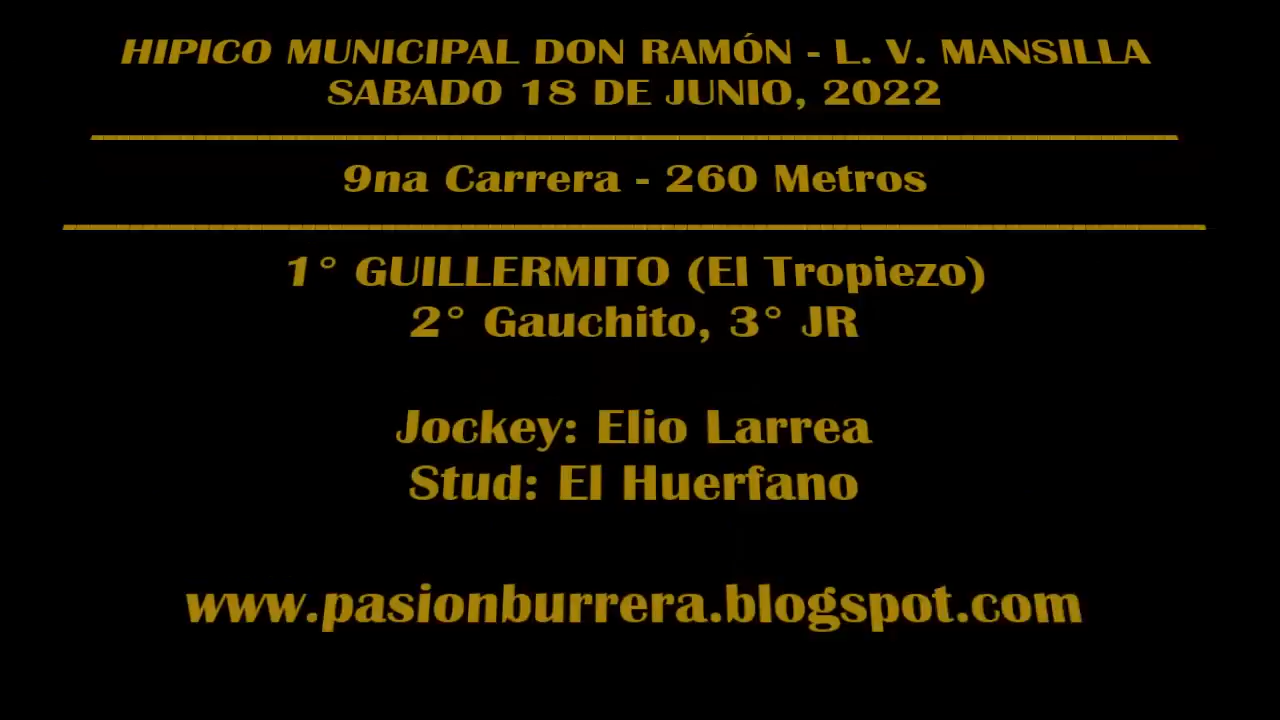 HIPICO MUNICIPAL DON RAMÓN - L. V. MANSILLA
SABADO 18 DE JUNIO, 2022
9na Carrera - 260 Metros
1° GUILLERMITO (El Tropiezo)
2° Gauchito, 3° JR
Jockey: Elio Larrea
Stud: El Huerfano
www.pasionburrera.blogspot.com